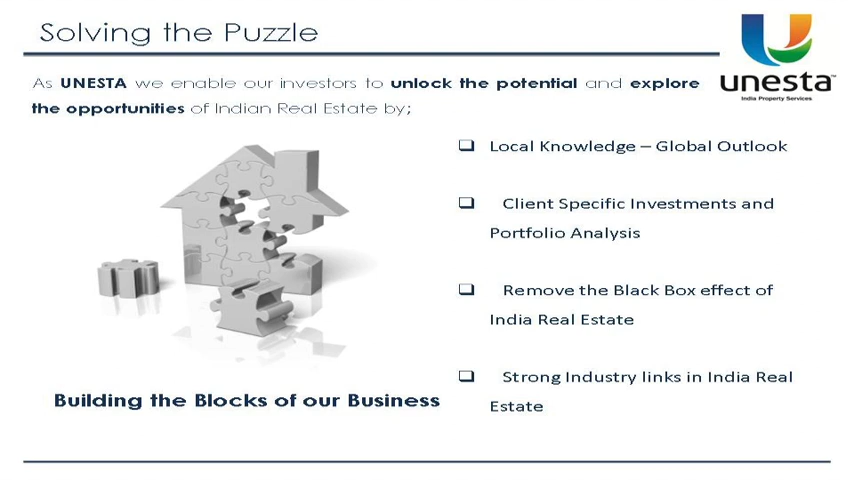 Solving the Puzzle
unesta™
India Property Services
As UNESTA we enable our investors to unlock the potential and explore
the opportunities of Indian Real Estate by;
Local Knowledge – Global Outlook
Client Specific Investments and
Portfolio Analysis
Remove the Black Box effect of
India Real Estate
Strong Industry links in India Real
Estate
Building the Blocks of our Business